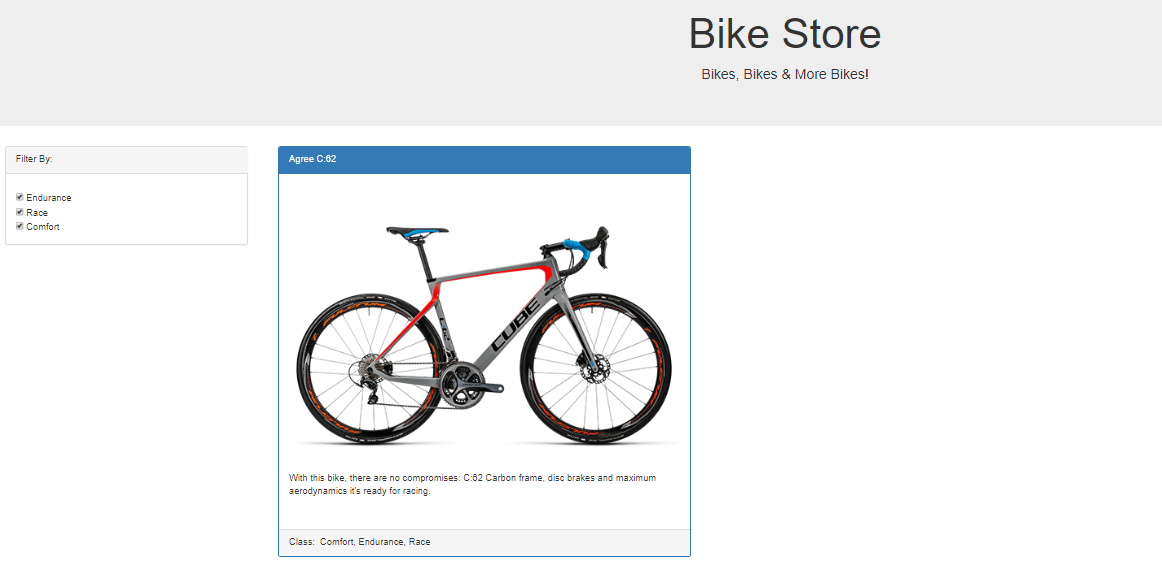 Bike Store
Bikes, Bikes & More Bikes!
Filter By:
Endurance
Race
Comfort
Agree C:62
CUBE
With this bike, there are no compromises: C:62 Carbon frame, disc brakes and maximum
aerodynamics it's ready for racing.
Class: Comfort, Endurance, Race